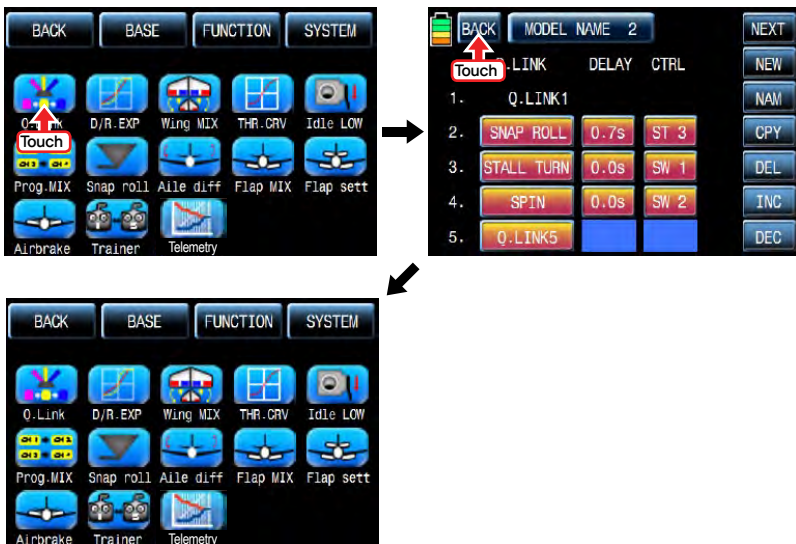 BACK BASE FUNCTION SYSTEM
Touch D/R.EXP Wing MIX THR.CRV Idle LOW
Prog.MIX Snap roll Aile diff Flap MIX Flap sett
Airbrake Trainer Telemetry
BACK MODEL NAME 2 NEXT
Touch .LINK DELAY CTRL NEW
1. Q.LINK1 NAM
2. SNAP ROLL 0.7s ST 3 CPY
3. STALL TURN 0.0s SW 1 DEL
4. SPIN 0.0s SW 2 INC
5. Q.LINK5 DEC
BACK BASE FUNCTION SYSTEM
Q.Link D/R.EXP Wing MIX THR.CRV Idle LOW
CH1 CH2
CH3 CH4
Prog.MIX Snap roll Aile diff Flap MIX Flap sett
Airbrake Trainer Telemetry